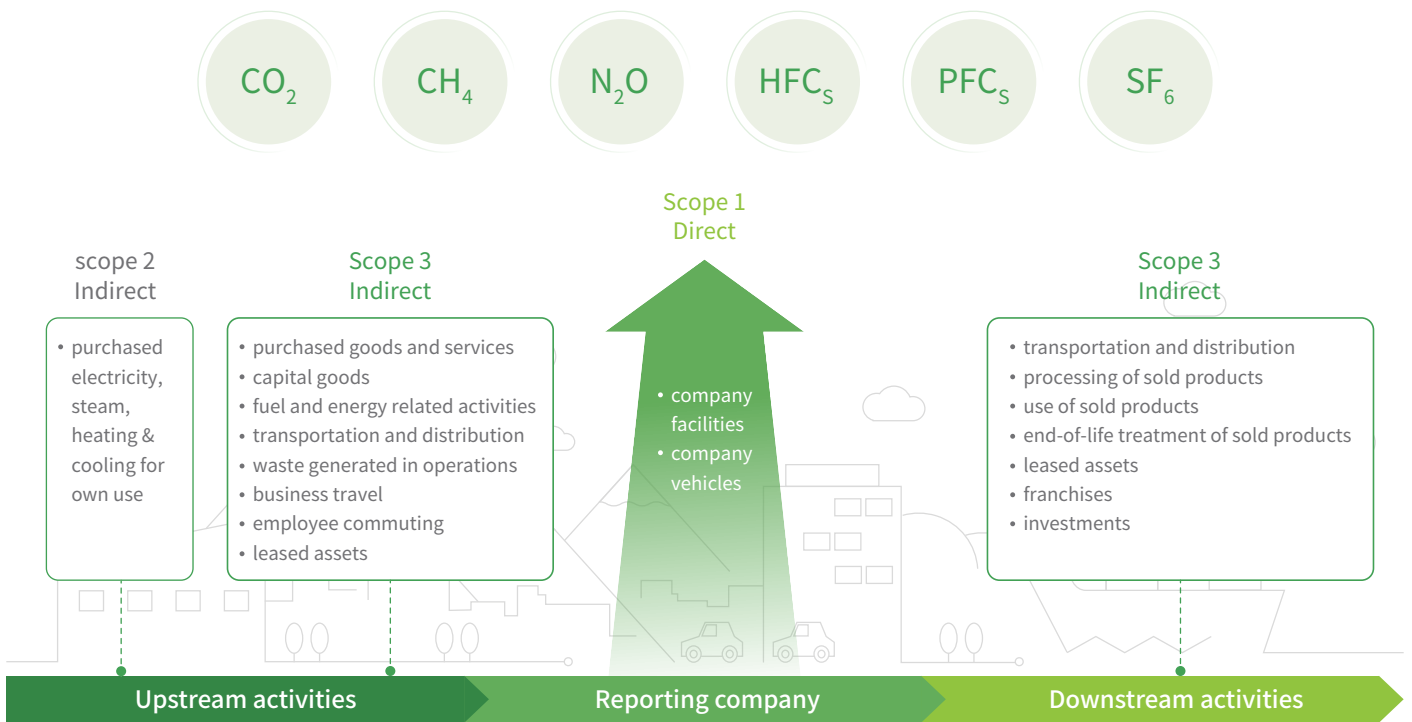 CO₂
CH₄
N₂O
HFCₛ
PFCₛ
SF₆
Scope 1
Direct
scope 2
Indirect
• purchased
electricity,
steam,
heating &
cooling for
own use
Scope 3
Indirect
• purchased goods and services
• capital goods
• fuel and energy related activities
• transportation and distribution
• waste generated in operations
• business travel
• employee commuting
• leased assets
• company
facilities
• company
vehicles
Scope 3
Indirect
• transportation and distribution
• processing of sold products
• use of sold products
• end-of-life treatment of sold products
• leased assets
• franchises
• investments
Upstream activities
Reporting company
Downstream activities